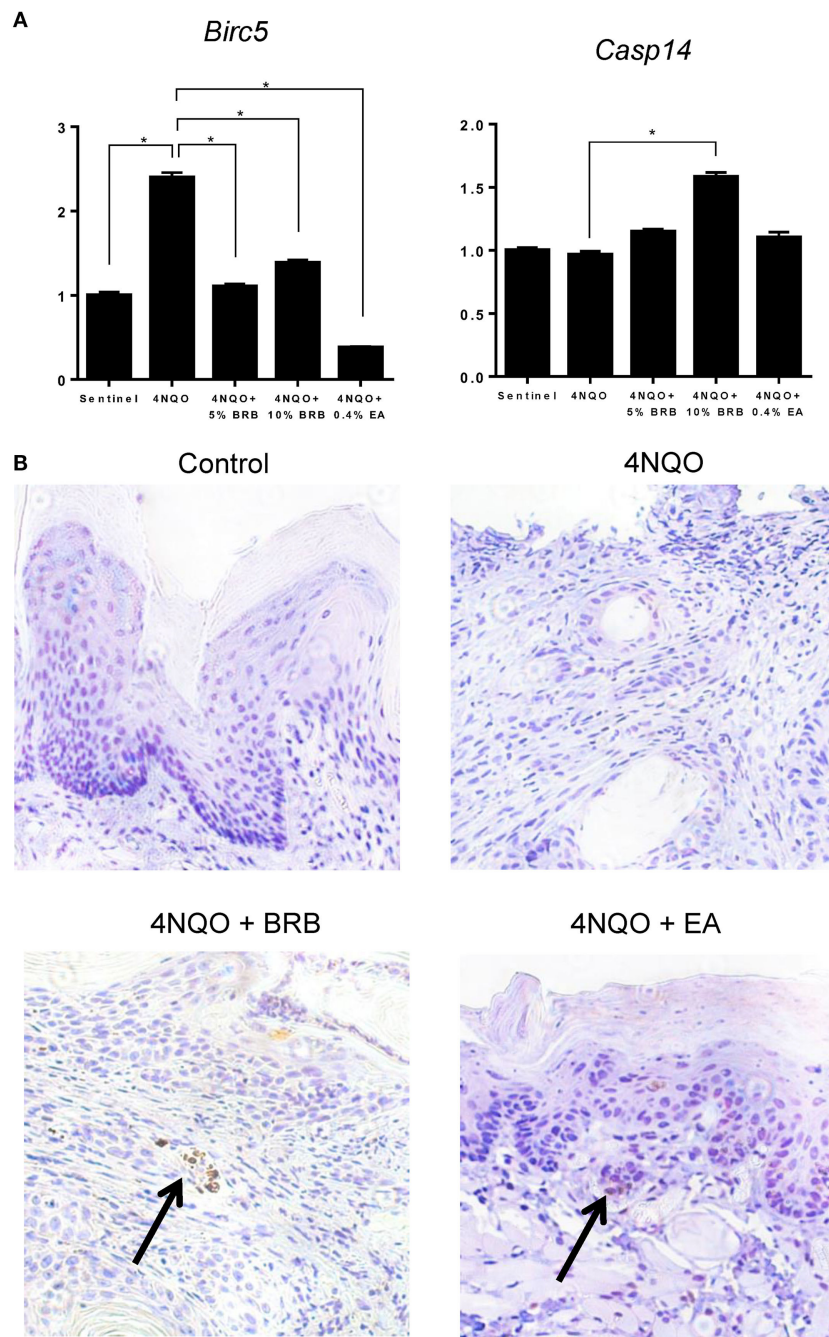 A
Birc5
Casp14
*
*
*
*
3
2
1
0
Sentinel
4NQO
4NQO+
5% BRB
4NQO+
10% BRB
4NQO+
0.4% EA
*
2.0
1.5
1.0
0.5
0.0
Sentinel
4NQO
4NQO+
5% BRB
4NQO+
10% BRB
4NQO+
0.4% EA
B
Control
4NQO
4NQO + BRB
4NQO + EA